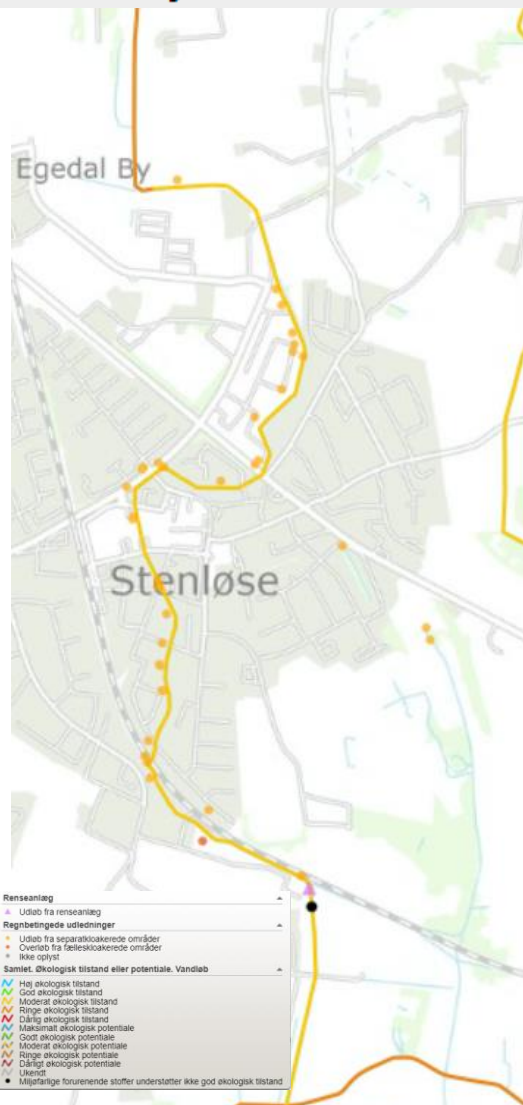 Egedal By
Stenløse
Renseanlæg
Udløb fra renseanlæg
Regnbetingede udledninger
Udløb fra separatkloakerede områder
Overløb fra fælleskloakerede områder
Ikke oplyst
Samlet. Økologisk tilstand eller potentiale. Vandløb
Høj økologisk tilstand
God økologisk tilstand
Moderat økologisk tilstand
Ringe økologisk tilstand
Dårlig økologisk tilstand
Maksimalt økologisk potentiale
Godt økologisk potentiale
Moderat økologisk potentiale
Ringe økologisk potentiale
Dårligt økologisk potentiale
Ukendt
Miljøfarlige forurenende stoffer understøtter ikke god økologisk tilstand